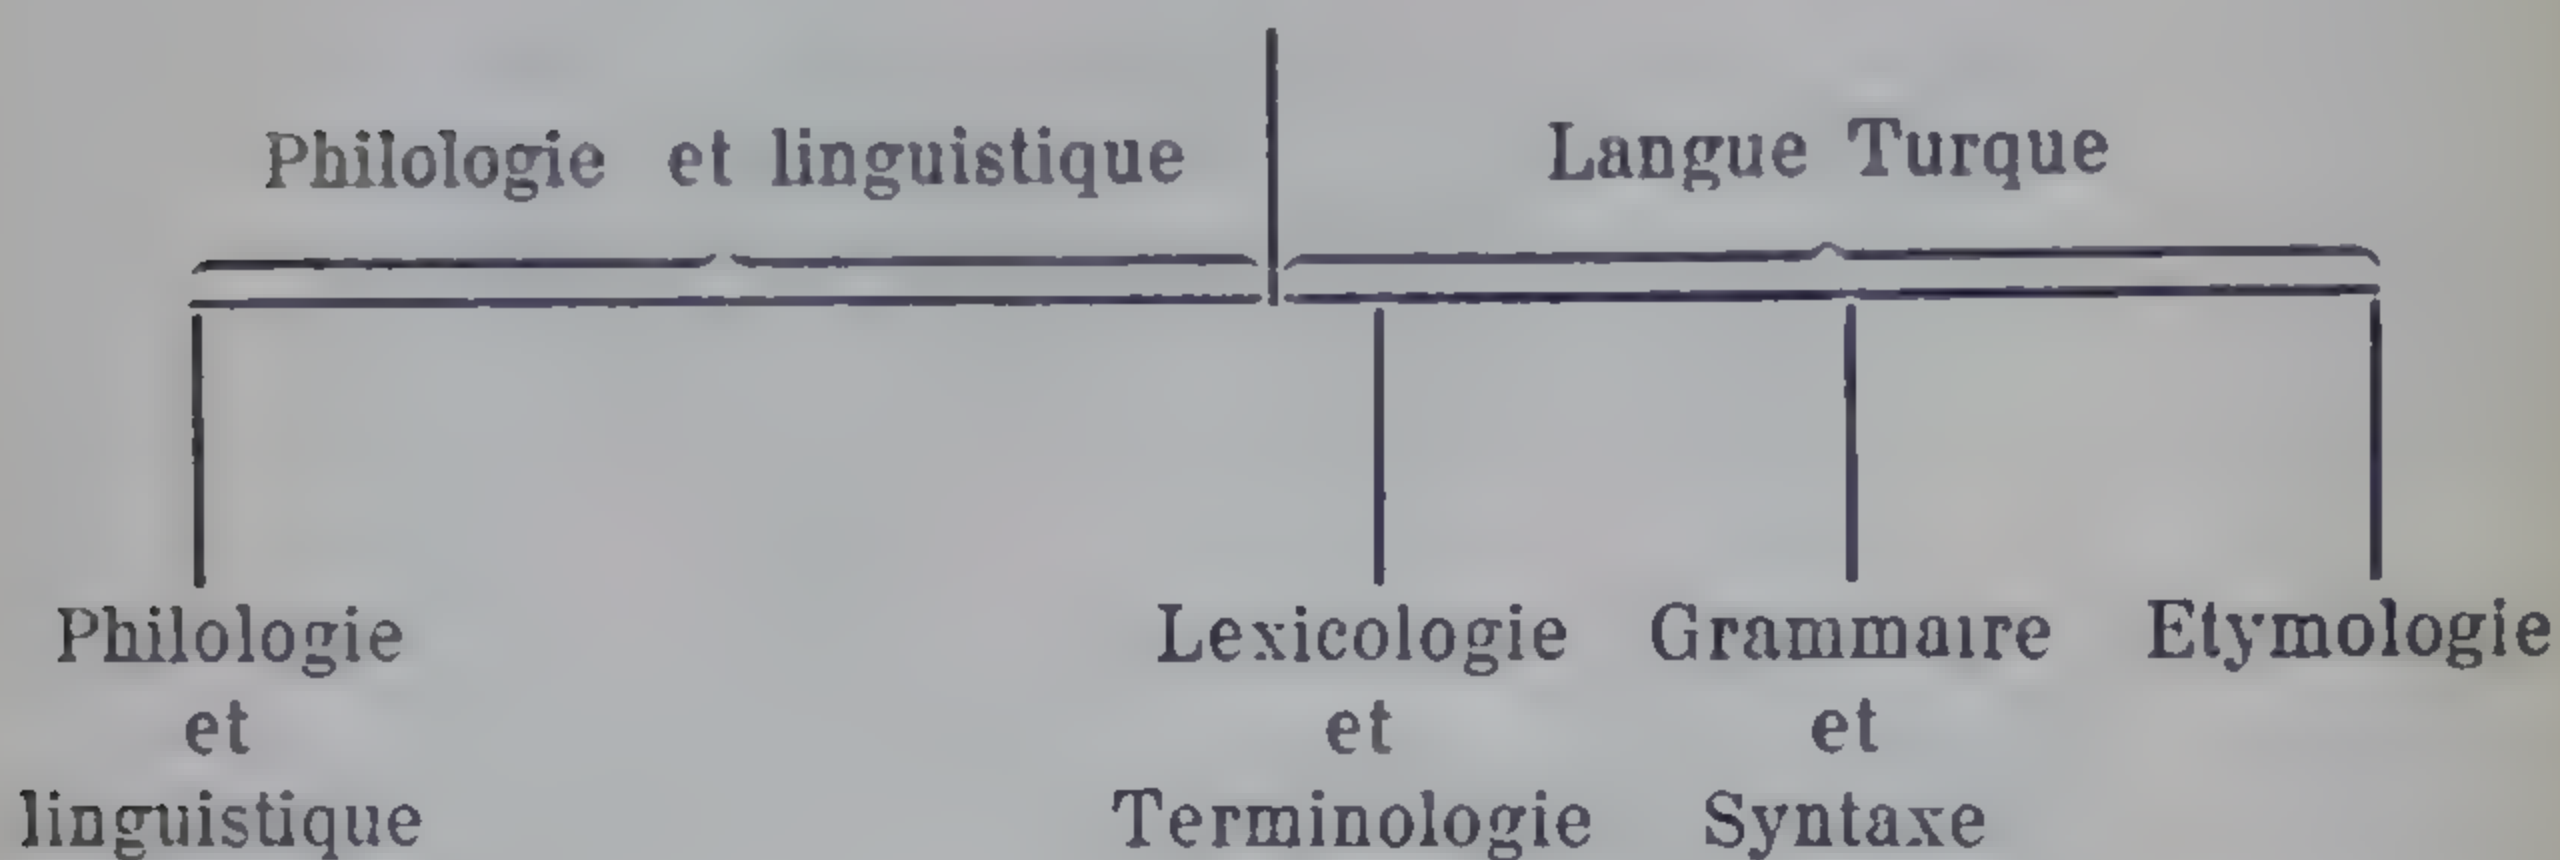 Philologie et linguistique
Langue Turque
Philologie
et
linguistique
Lexicologie
et
Terminologie
Grammaire
et
Syntaxe
Etymologie